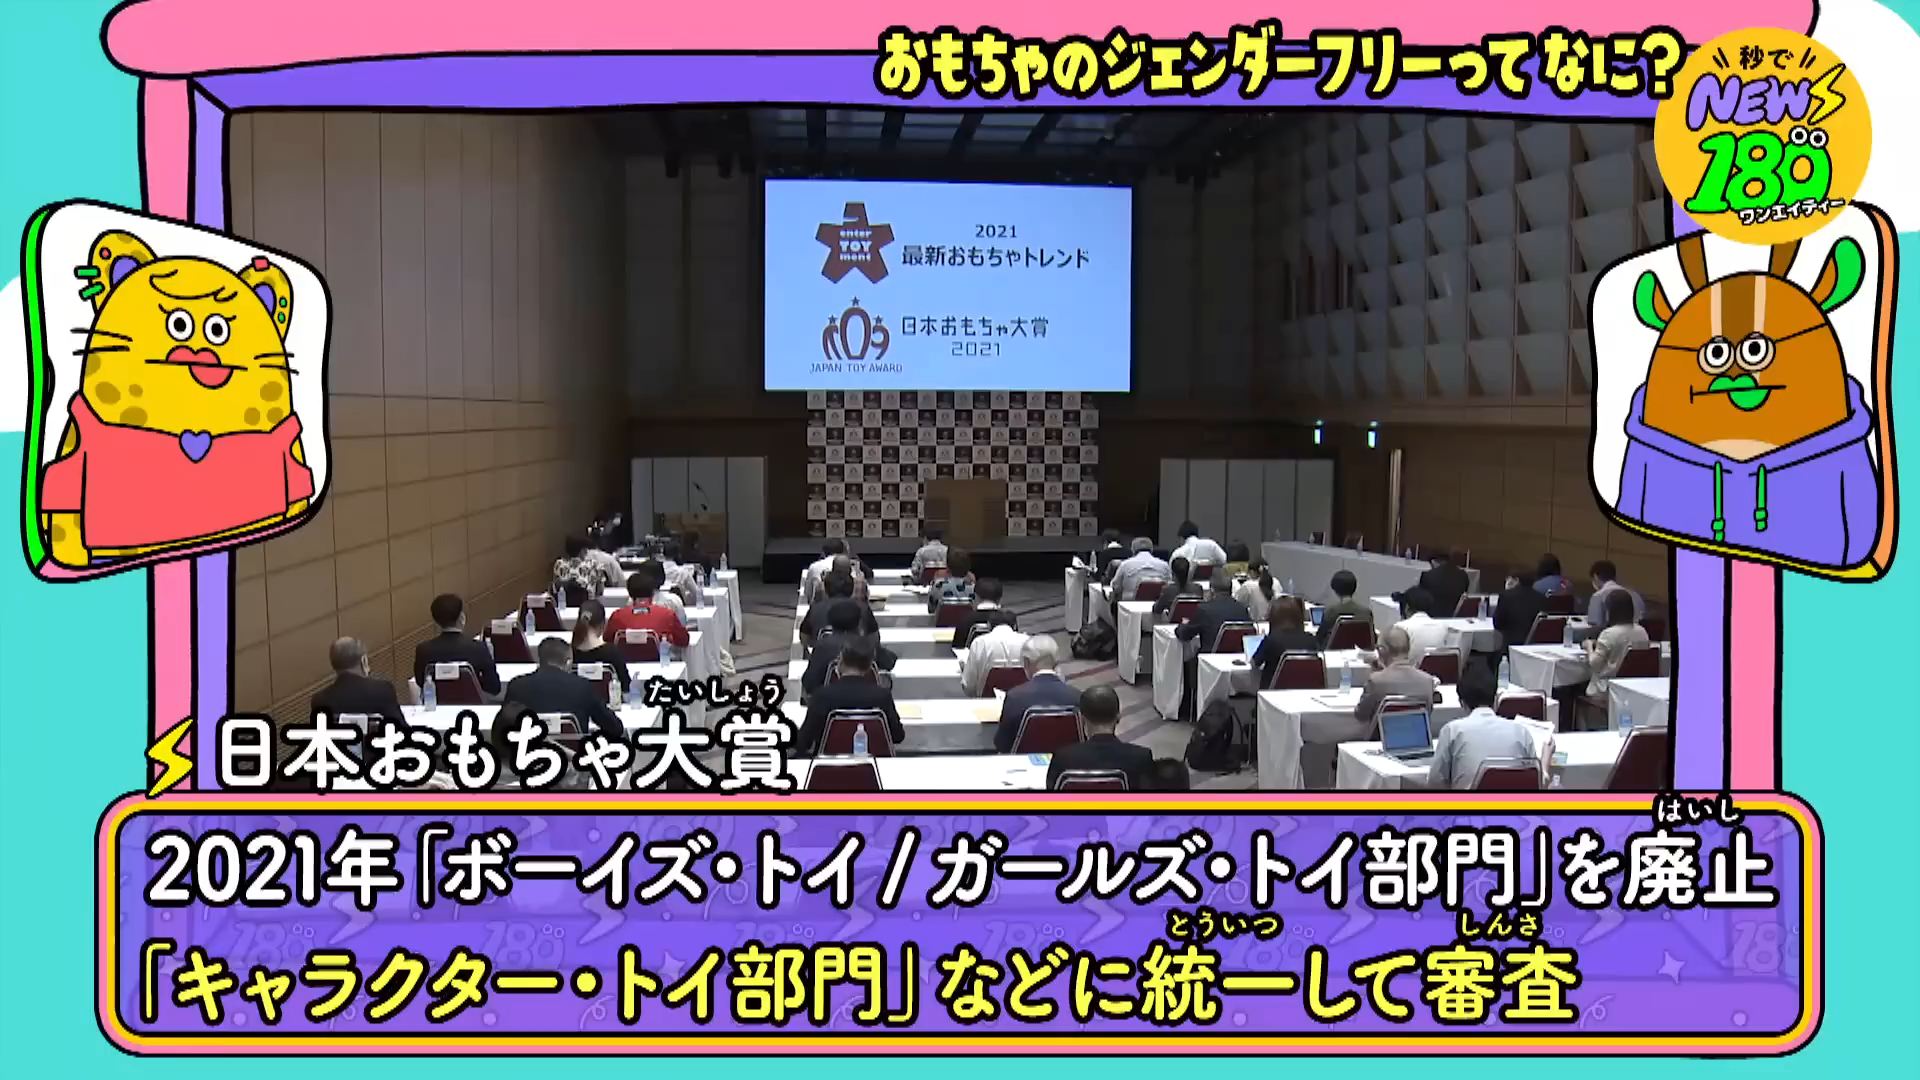 おもちゃのジェンダーフリーってなに?
秒で
NEWS
180
ワンエイティー
enter
TOY
ment
2021
最新おもちゃトレンド
日本おもちゃ大賞
2021
JAPAN TOY AWARD
たいしょう
日本おもちゃ大賞
はいし
2021年「ボーイズ・トイ/ガールズ・トイ部門」を廃止
とういつ しんさ
「キャラクター・トイ部門」などに統一して審査